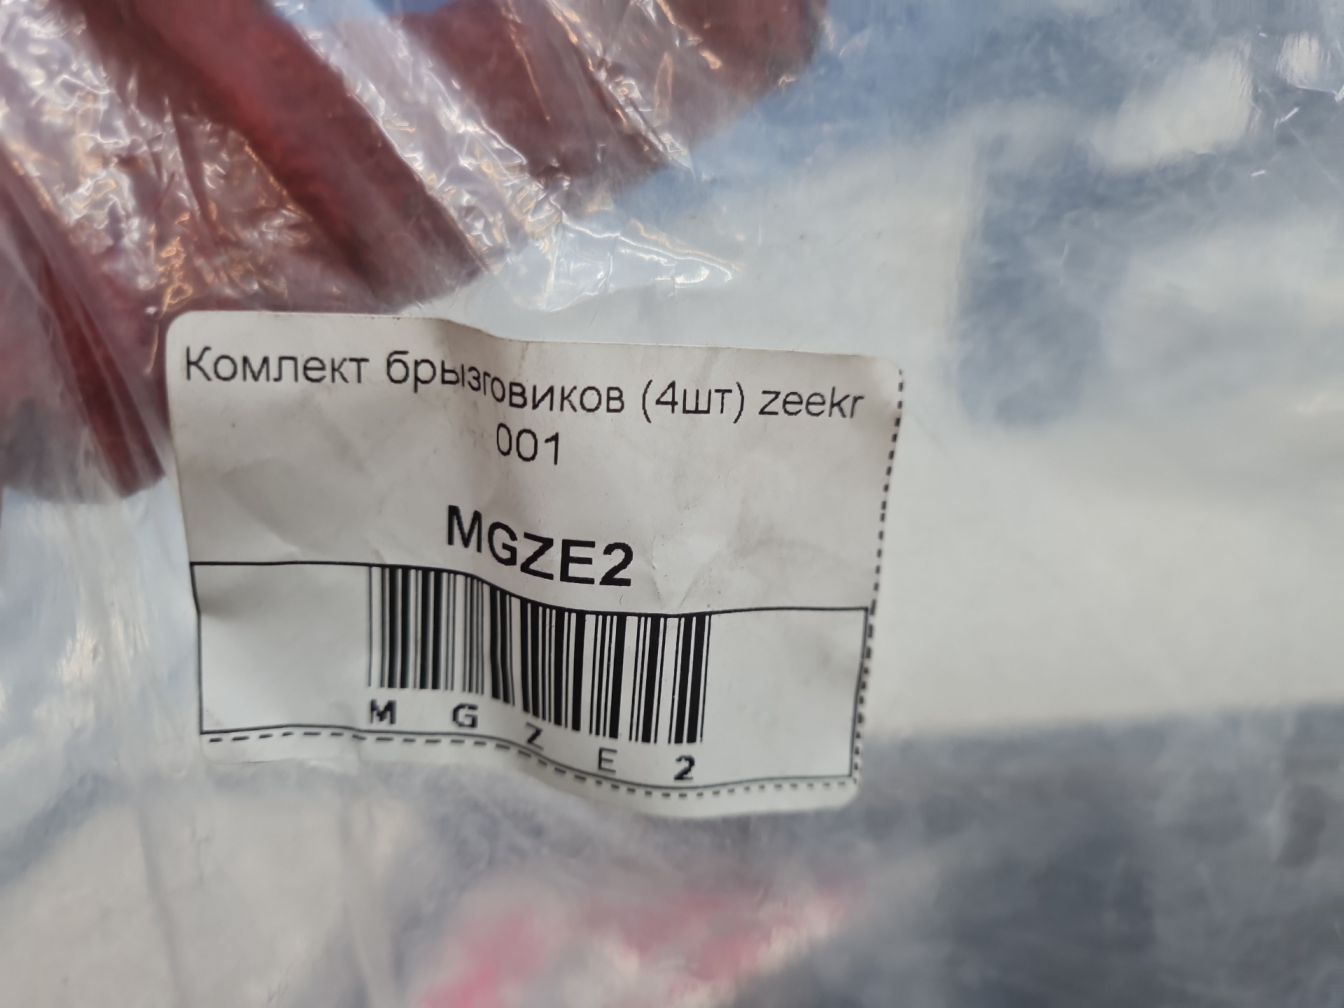 Комлект брызговиков (4шт) zeekr
001
MGZE2
M G Z E 2